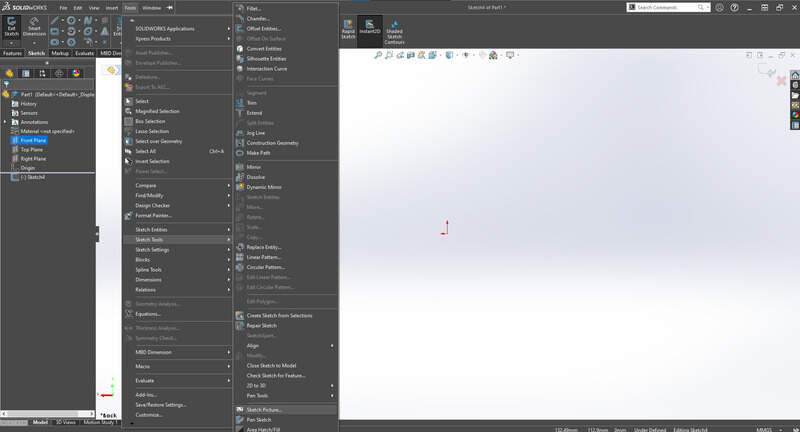 SOLIDWORKS
File
Edit
View
Insert
Tools
Window
Sketch4 of Part1 *
Search Commands
Exit Sketch
Smart Dimension
Rapid Sketch
Instant2D
Shaded Sketch Contours
Features
Sketch
Markup
Evaluate
MBD Dimensi
Part1 (Default<<Default>_Displa
History
Sensors
Annotations
Material <not specified>
Front Plane
Top Plane
Right Plane
Origin
(-) Sketch4
SOLIDWORKS Applications
Xpress Products
Asset Publisher...
Envelope Publisher...
Defeature...
Export To AEC...
Select
Magnified Selection
Box Selection
Lasso Selection
Select over Geometry
Select All Ctrl+A
Invert Selection
Power Select...
Compare
Find/Modify
Design Checker
Format Painter...
Sketch Entities
Sketch Tools
Sketch Settings
Blocks
Spline Tools
Dimensions
Relations
Geometry Analysis...
Equations...
Thickness Analysis...
Symmetry Check...
MBD Dimension
Macro
Evaluate
Add-Ins...
Save/Restore Settings...
Customize...
Fillet...
Chamfer...
Offset Entities...
Offset On Surface
Convert Entities
Silhouette Entities
Intersection Curve
Face Curves
Segment
Trim
Extend
Split Entities
Jog Line
Construction Geometry
Make Path
Mirror
Dissolve
Dynamic Mirror
Stretch Entities
Move...
Rotate...
Scale...
Copy...
Replace Entity...
Linear Pattern...
Circular Pattern...
Edit Linear Pattern...
Edit Circular Pattern...
Edit Polygon...
Create Sketch from Selections
Repair Sketch
SketchXpert...
Align
Modify...
Close Sketch to Model
Check Sketch for Feature...
2D to 3D
Pen Tools
Sketch Picture...
Pen Sketch
Area Hatch/Fill
*Back
Model
3D Views
Motion Study 1
132.49mm
112.9mm
0mm
Under Defined
Editing Sketch4
MMGS